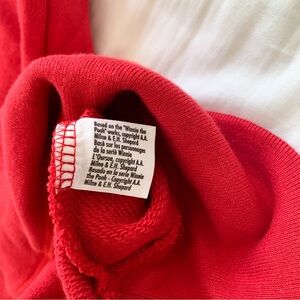 Based on the "Winnie the
Pooh" works, copyright A.A.
Milne & E.H. Shepard
Basé sur les personnages
de la serie Winnie
L'Ourson, copyright A.A.
Milne & E.H. Shepard
Basado en la serie Winnie
the Pooh - Copyright A.A.
Milne & E.H. Shepard